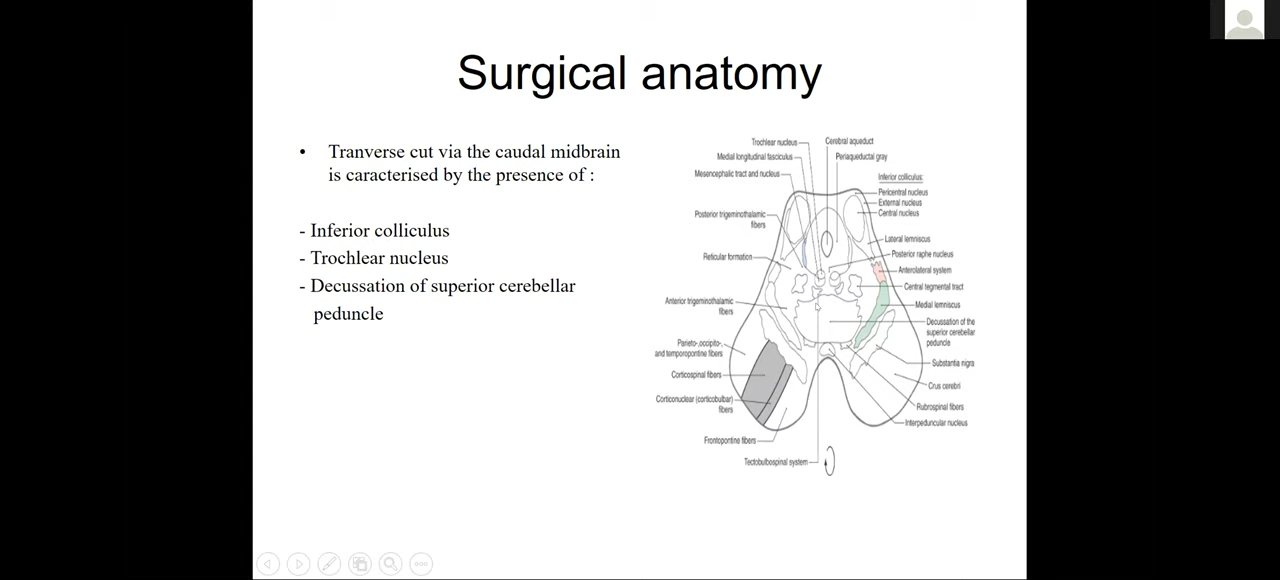 Surgical anatomy
• Tranverse cut via the caudal midbrain
is caracterised by the presence of :
- Inferior colliculus
- Trochlear nucleus
- Decussation of superior cerebellar
peduncle
Trochlear nucleus
Medial longitudinal fasciculus
Mesencephalic tract and nucleus
Posterior trigeminothalamic
fibers
Reticular formation
Anterior trigeminothalamic
fibers
Parieto-,occipito-,
and temporopontine fibers
Corticospinal fibers
Corticonuclear (corticobulbar)
fibers
Frontopontine fibers
Tectobulbospinal system
Cerebral aqueduct
Periaqueductal gray
Inferior colliculus:
Pericentral nucleus
External nucleus
Central nucleus
Lateral lemniscus
Posterior raphe nucleus
Anterolateral system
Central tegmental tract
Medial lemniscus
Decussation of the
superior cerebellar
peduncle
Substantia nigra
Crus cerebri
Rubrospinal fibers
Interpeduncular nucleus